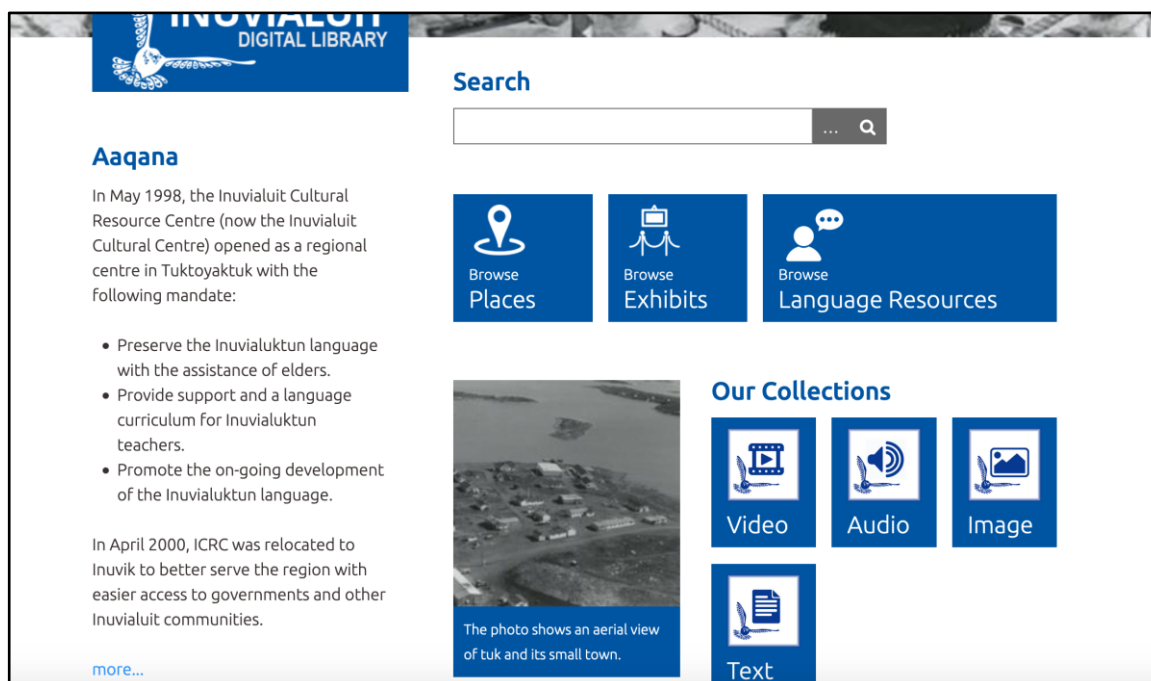 INUVIALUIT
DIGITAL LIBRARY
Aaqana
In May 1998, the Inuvialuit Cultural
Resource Centre (now the Inuvialuit
Cultural Centre) opened as a regional
centre in Tuktoyaktuk with the
following mandate:
• Preserve the Inuvialuktun language
with the assistance of elders.
• Provide support and a language
curriculum for Inuvialuktun
teachers.
• Promote the on-going development
of the Inuvialuktun language.
In April 2000, ICRC was relocated to
Inuvik to better serve the region with
easier access to governments and other
Inuvialuit communities.
more...
Search
...
Browse
Places
Browse
Exhibits
Browse
Language Resources
The photo shows an aerial view
of tuk and its small town.
Our Collections
Video
Audio
Image
Text